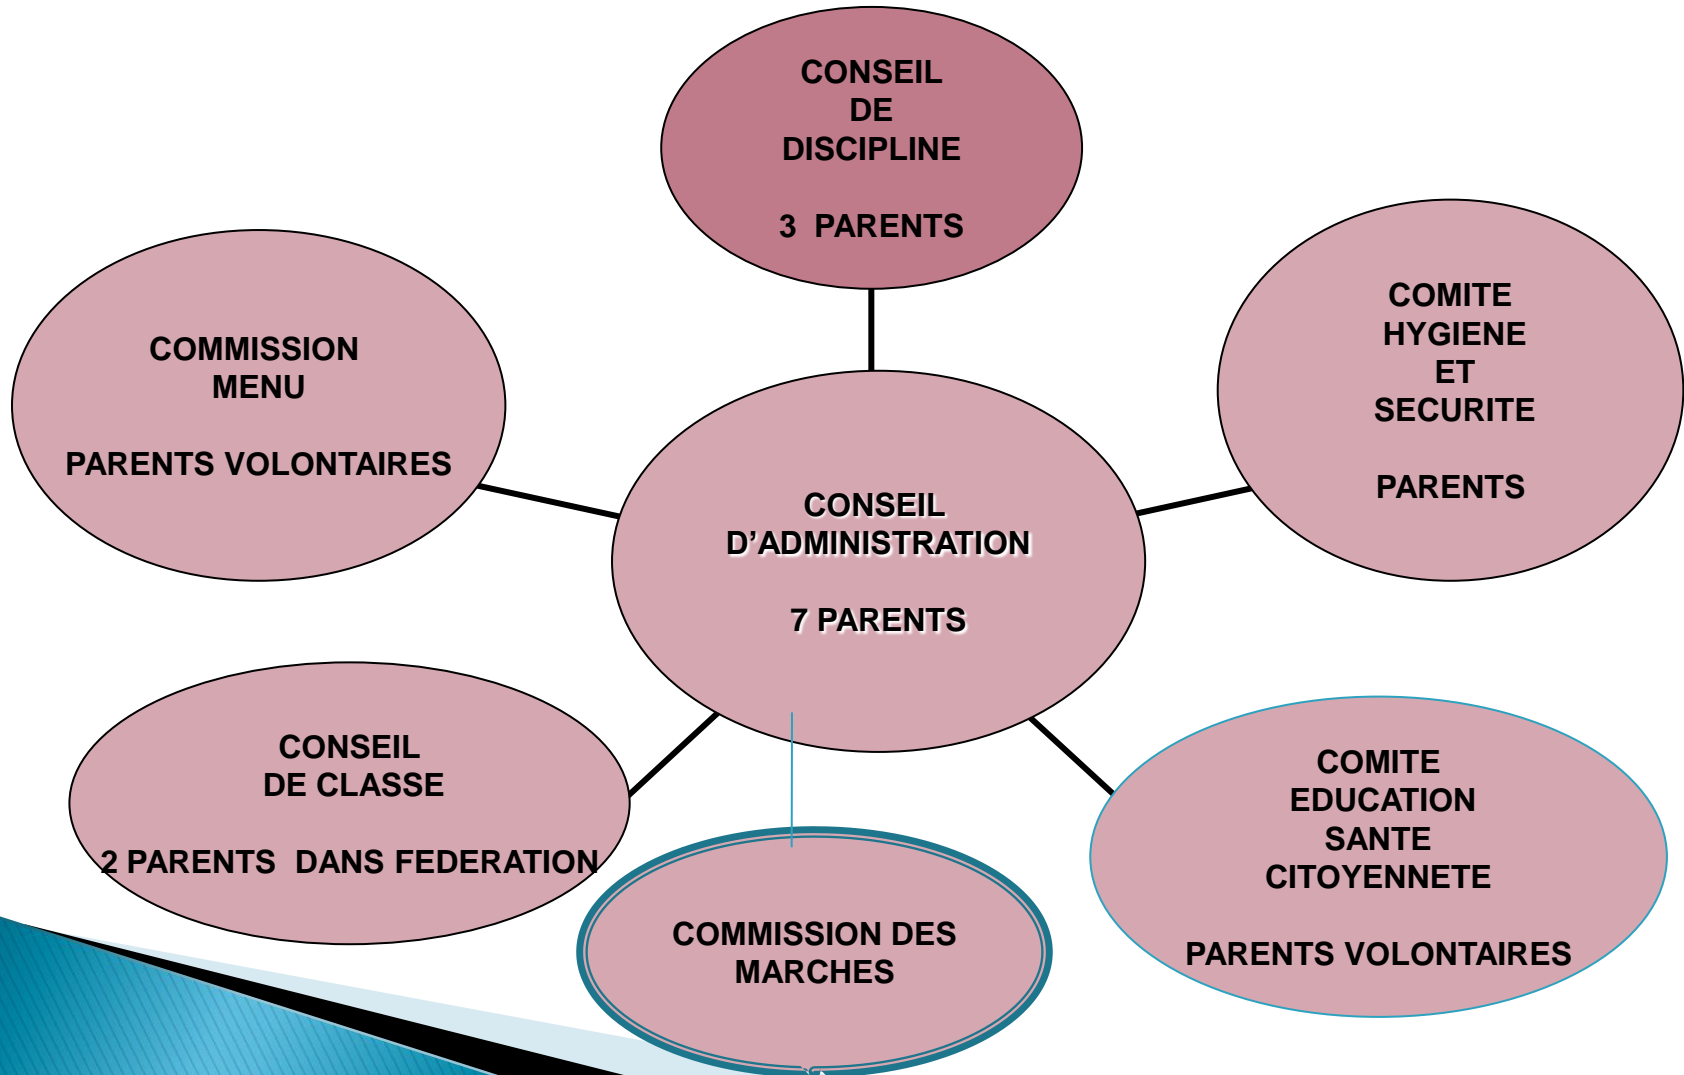 CONSEIL
DE
DISCIPLINE
3 PARENTS
COMMISSION
MENU
PARENTS VOLONTAIRES
COMITE
HYGIENE
ET
SECURITE
PARENTS
CONSEIL
D’ADMINISTRATION
7 PARENTS
CONSEIL
DE CLASSE
2 PARENTS DANS FEDERATION
COMMISSION DES
MARCHES
COMITE
EDUCATION
SANTE
CITOYENNETE
PARENTS VOLONTAIRES